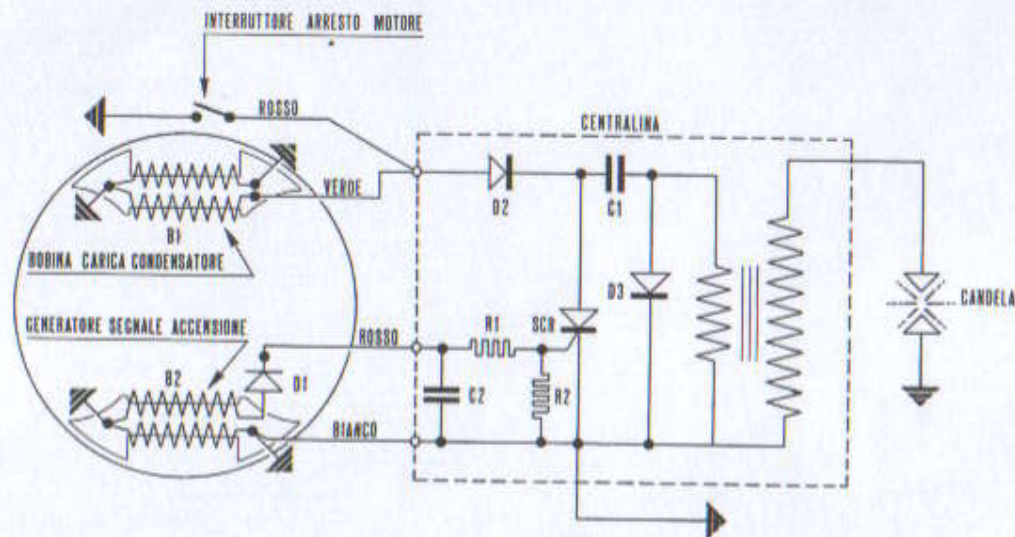 INTERRUTTORE ARRESTO MOTORE
ROSSO
CENTRALINA
VERDE
D2
C1
B1
BOBINA CARICA CONDENSATORE
D3
CANDELA
GENERATORE SEGNALE ACCENSIONE
ROSSO
R1
SCR
B2
D1
C2
R2
BIANCO